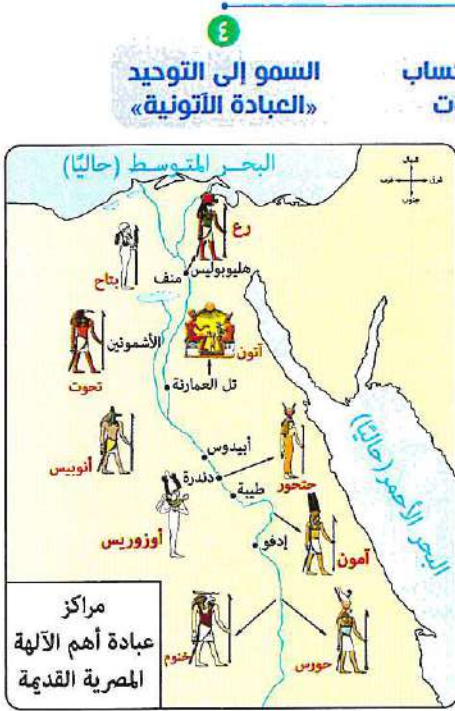 ٤
السمو إلى التوحيد
«العبادة الآتونية»
كساب
ت
البحر المتوسط (حاليًا)
شمال
شرق
غرب
جنوب
رع
هليوبوليس
منف
بتاح
الأشمونين
آتون
تحوت
تل العمارنة
أبيدوس
أنوبيس
دندرة
حتحور
طيبة
أوزوريس
إدفو
آمون
خنوم
حورس
البحر الأحمر (حاليًا)
مراكز
عبادة أهم الآلهة
المصرية القديمة